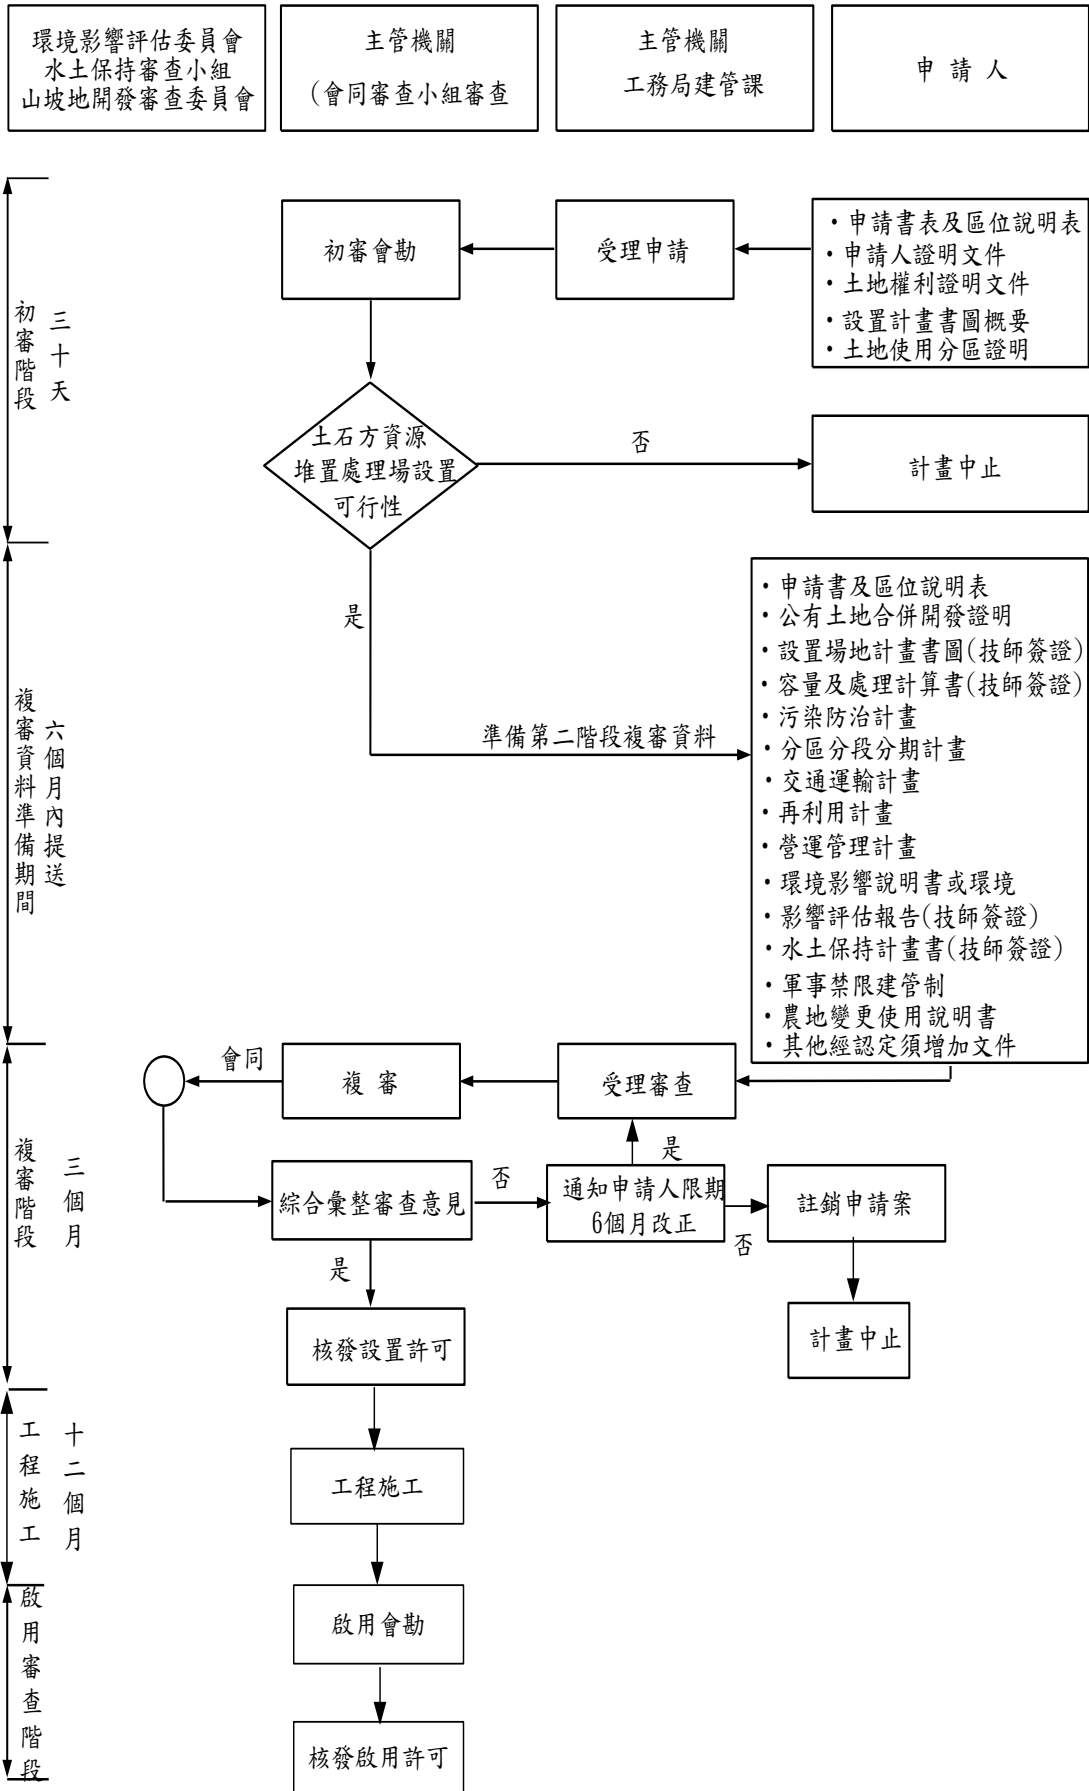 環境影響評估委員會
水土保持審查小組
山坡地開發審查委員會
主管機關
(會同審查小組審查
主管機關
工務局建管課
申請人
初審階段
三十天
初審會勘
受理申請
・申請書表及區位說明表
・申請人證明文件
・土地權利證明文件
・設置計畫書圖概要
・土地使用分區證明
土石方資源
堆置處理場設置
可行性
否
計畫中止
是
複審資料準備期間
六個月內提送
準備第二階段複審資料
・申請書及區位說明表
・公有土地合併開發證明
・設置場地計畫書圖(技師簽證)
・容量及處理計算書(技師簽證)
・污染防治計畫
・分區分段分期計畫
・交通運輸計畫
・再利用計畫
・營運管理計畫
・環境影響說明書或環境
・影響評估報告(技師簽證)
・水土保持計畫書(技師簽證)
・軍事禁限建管制
・農地變更使用說明書
・其他經認定須增加文件
複審階段
三個月
會同
複審
受理審查
是
綜合彙整審查意見
否
通知申請人限期
6個月改正
否
註銷申請案
是
核發設置許可
計畫中止
工程施工
十二個月
工程施工
啟用審查階段
啟用會勘
核發啟用許可